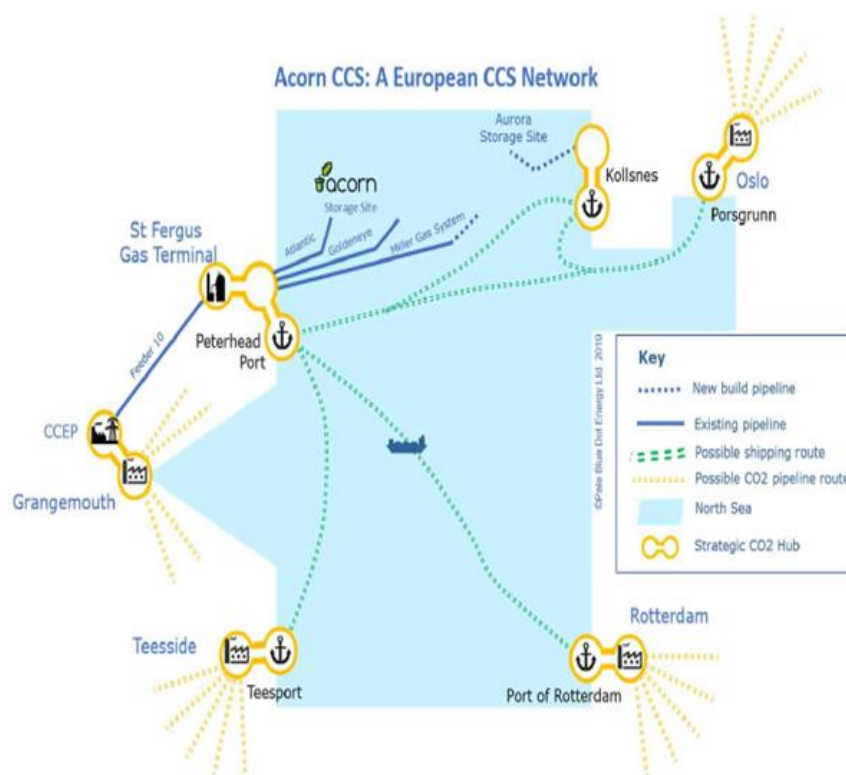 Acorn CCS: A European CCS Network
Aurora
Storage Site
acorn
Storage Site
Kollsnes
Oslo
Porsgrunn
St Fergus
Gas Terminal
Atlantic
Goldeneye
Miller Gas System
Peterhead
Port
Feeder 10
CCEP
Grangemouth
©Pale Blue Dot Energy Ltd. 2019
Key
New build pipeline
Existing pipeline
Possible shipping route
Possible CO2 pipeline route
North Sea
Strategic CO2 Hub
Teesside
Teesport
Rotterdam
Port of Rotterdam